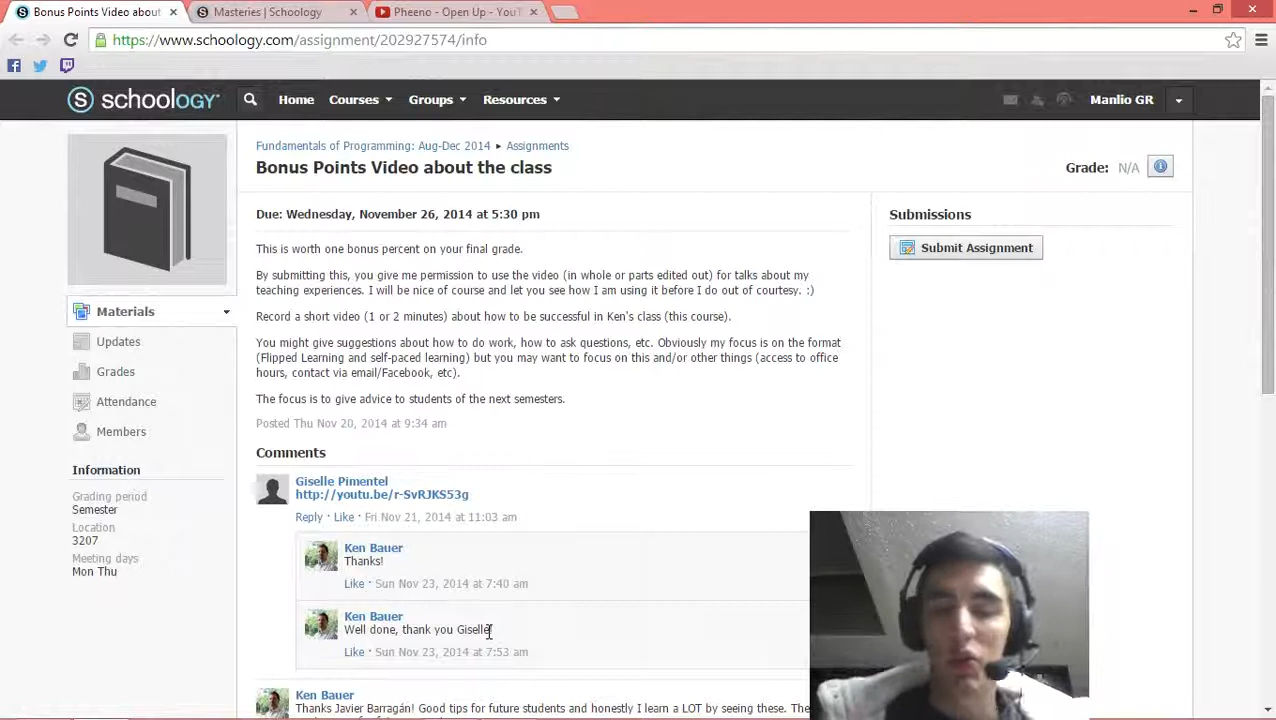 Bonus Points Video about
Masteries | Schoology
Pheeno - Open Up - YouT
https://www.schoology.com/assignment/202927574/info
S schoology
Home
Courses
Groups
Resources
Manlio GR
Fundamentals of Programming: Aug-Dec 2014 ▸ Assignments
Bonus Points Video about the class
Grade: N/A
Due: Wednesday, November 26, 2014 at 5:30 pm
This is worth one bonus percent on your final grade.
By submitting this, you give me permission to use the video (in whole or parts edited out) for talks about my
teaching experiences. I will be nice of course and let you see how I am using it before I do out of courtesy. :)
Record a short video (1 or 2 minutes) about how to be successful in Ken's class (this course).
You might give suggestions about how to do work, how to ask questions, etc. Obviously my focus is on the format
(Flipped Learning and self-paced learning) but you may want to focus on this and/or other things (access to office
hours, contact via email/Facebook, etc).
The focus is to give advice to students of the next semesters.
Posted Thu Nov 20, 2014 at 9:34 am
Submissions
Submit Assignment
Materials
Updates
Grades
Attendance
Members
Information
Grading period
Semester
Location
3207
Meeting days
Mon Thu
Comments
Giselle Pimentel
http://youtu.be/r-SvRJKS53g
Reply · Like · Fri Nov 21, 2014 at 11:03 am
Ken Bauer
Thanks!
Like · Sun Nov 23, 2014 at 7:40 am
Ken Bauer
Well done, thank you Giselle
Like · Sun Nov 23, 2014 at 7:53 am
Ken Bauer
Thanks Javier Barragán! Good tips for future students and honestly I learn a LOT by seeing these. The